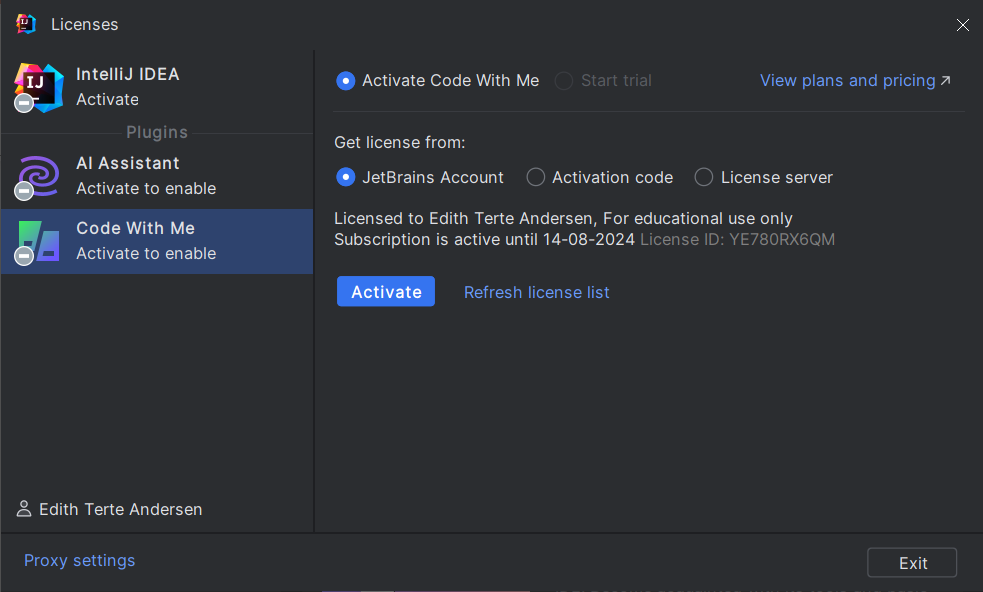 Licenses
IntelliJ IDEA
Activate
Plugins
AI Assistant
Activate to enable
Code With Me
Activate to enable
Edith Terte Andersen
Activate Code With Me Start trial View plans and pricing ↗
Get license from:
JetBrains Account Activation code License server
Licensed to Edith Terte Andersen, For educational use only
Subscription is active until 14-08-2024 License ID: YE780RX6QM
Activate Refresh license list
Proxy settings Exit
IJ